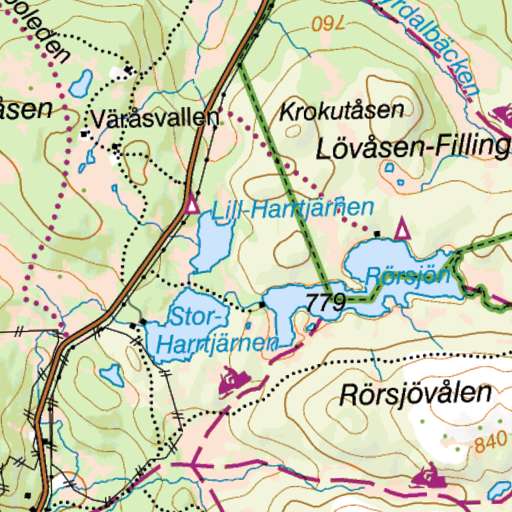 760
åsen
Väråsvallen
Krokutåsen
Lövåsen-Filling
Lill-Harrtjärnen
Rörsjön
779
Stor-
Harrtjärnen
Rörsjövålen
840